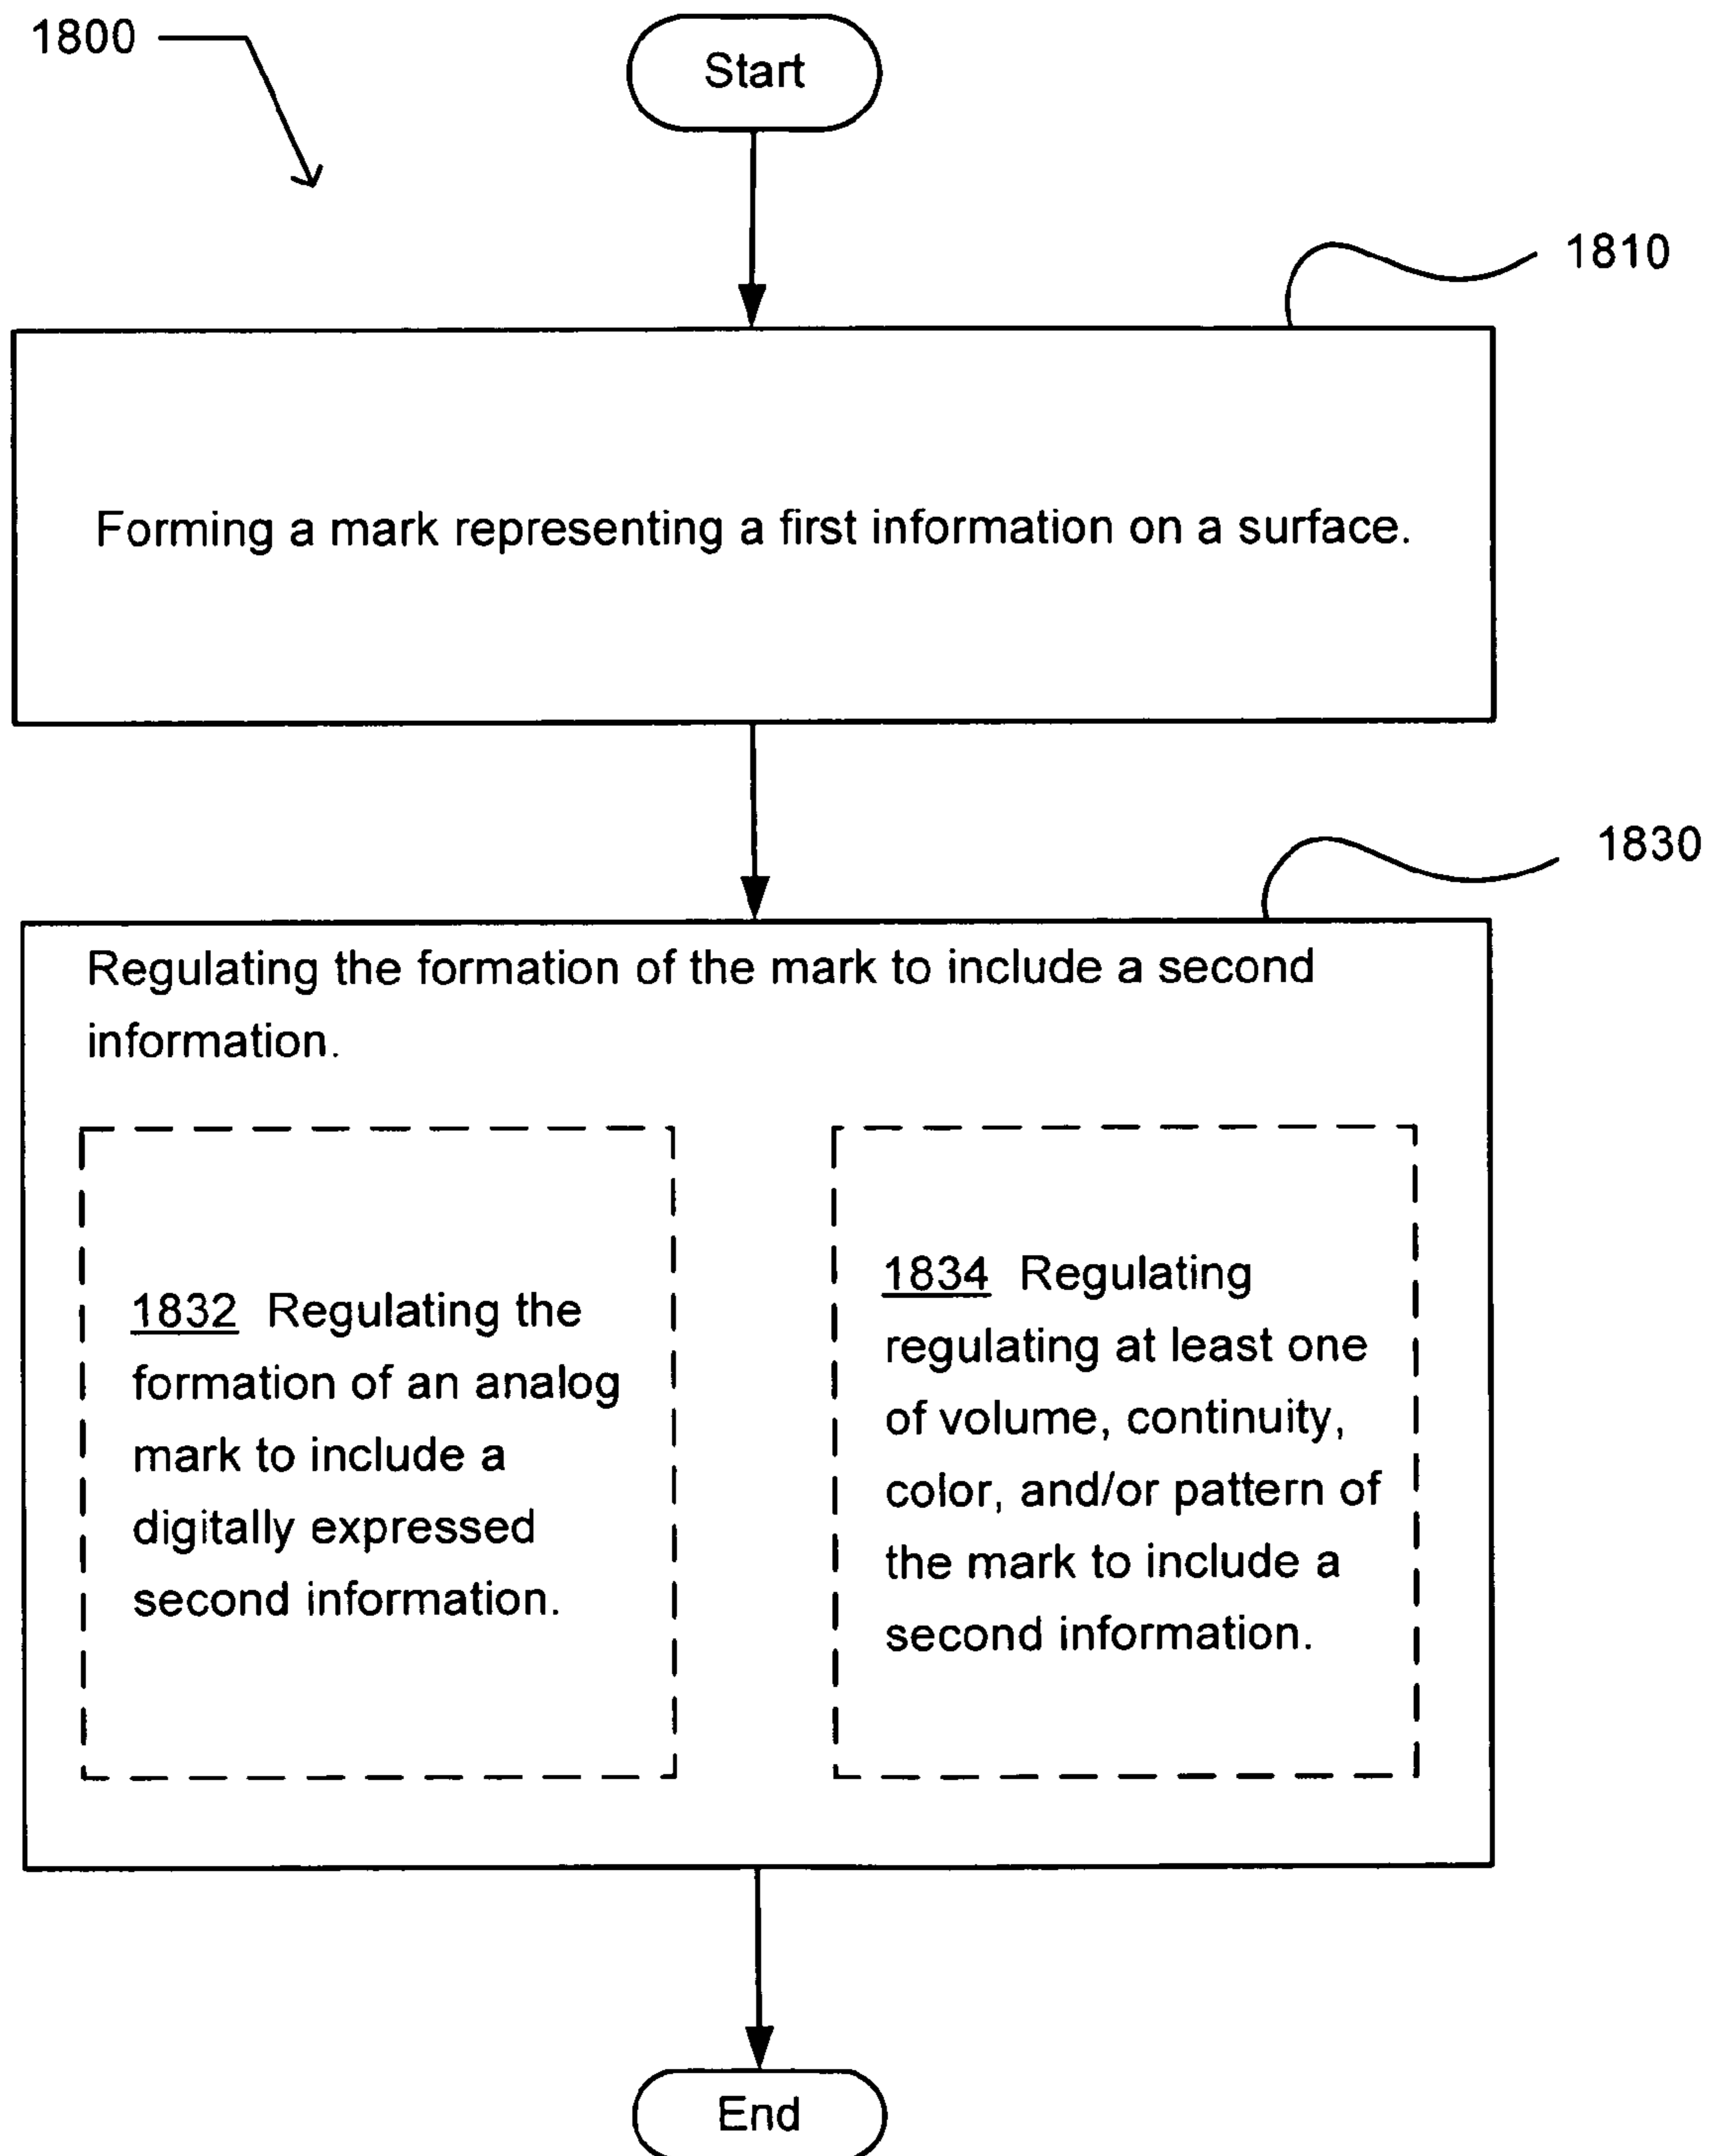 1800
Start
1810
Forming a mark representing a first information on a surface.
1830
Regulating the formation of the mark to include a second
information.
1832 Regulating the
formation of an analog
mark to include a
digitally expressed
second information.
1834 Regulating
regulating at least one
of volume, continuity,
color, and/or pattern of
the mark to include a
second information.
End